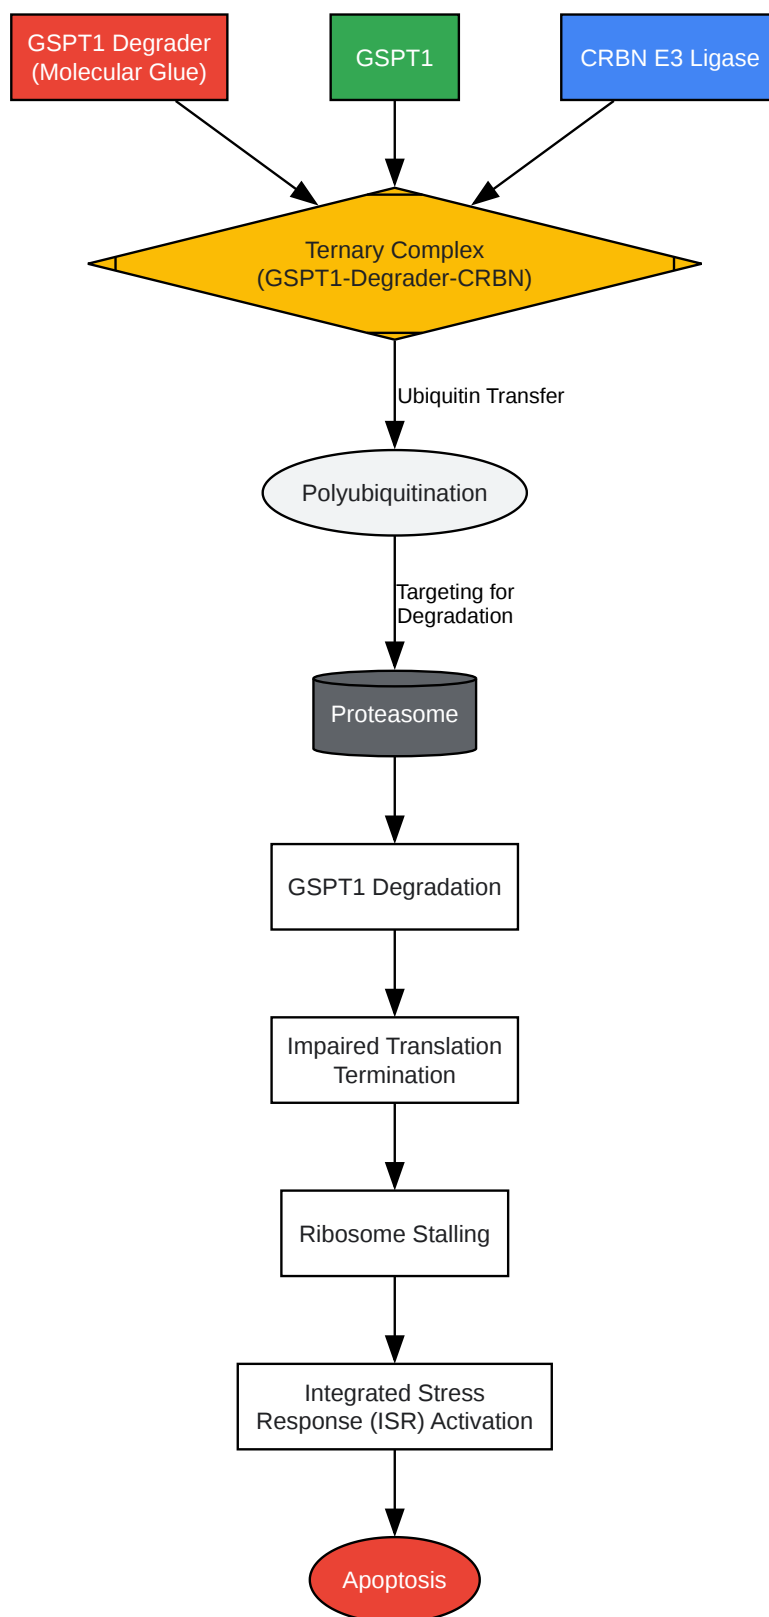 GSPT1 Degrader
(Molecular Glue)
GSPT1
CRBN E3 Ligase
Ternary Complex
(GSPT1-Degrader-CRBN)
Ubiquitin Transfer
Polyubiquitination
Targeting for
Degradation
Proteasome
GSPT1 Degradation
Impaired Translation
Termination
Ribosome Stalling
Integrated Stress
Response (ISR) Activation
Apoptosis